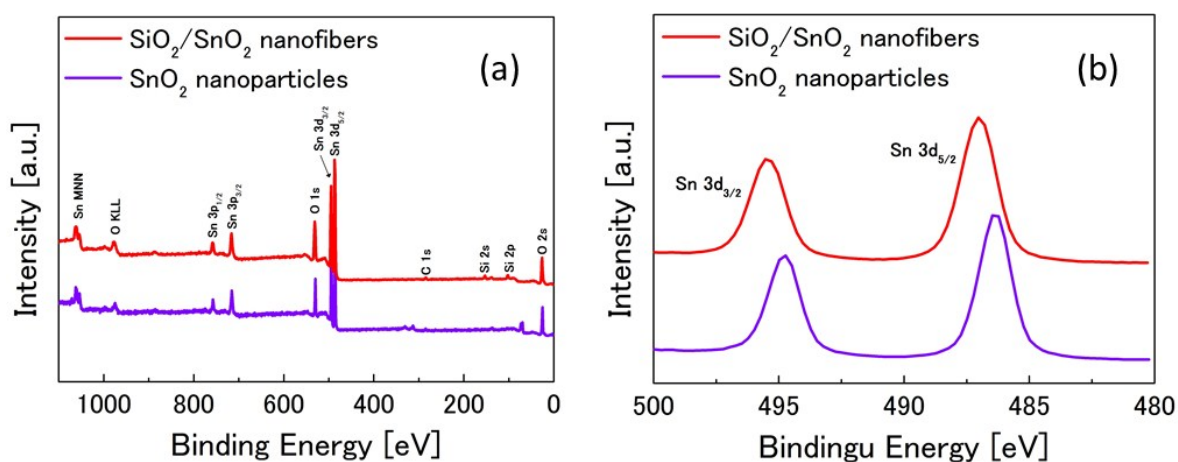 SiO₂/SnO₂ nanofibers
SnO₂ nanoparticles
(a)
Intensity [a.u.]
Sn MNN
O KLL
Sn 3p₁/₂
Sn 3p₃/₂
O 1s
Sn 3d₃/₂
Sn 3d₅/₂
C 1s
Si 2s
Si 2p
O 2s
1000 800 600 400 200 0
Binding Energy [eV]
SiO₂/SnO₂ nanofibers
SnO₂ nanoparticles
(b)
Intensity [a.u.]
Sn 3d₃/₂
Sn 3d₅/₂
500 495 490 485 480
Bindingu Energy [eV]